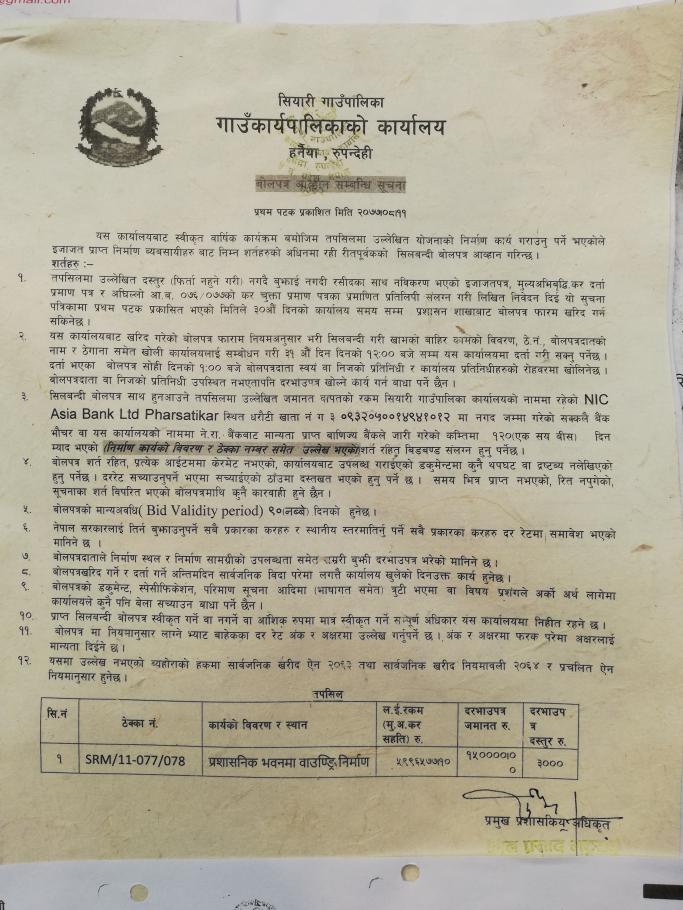 @gmail.com
सियारी गाउँपालिका
गाउँकार्यपालिकाको कार्यालय
हर्नैया, रुपन्देही
बोलपत्र आव्हान सम्बन्धि सूचना
प्रथम पटक प्रकाशित मिति २०७७०८।११
यस कार्यालयबाट स्वीकृत वार्षिक कार्यक्रम बमोजिम तपसिलमा उल्लेखित योजनाको निर्माण कार्य गराउनु पर्ने भएकोले
इजाजत प्राप्त निर्माण ब्यबसायीहरु बाट निम्न शर्तहरुको अधिनमा रही रीतपूर्वकको सिलबन्दी बोलपत्र आव्हान गरिन्छ ।
शर्तहरु :–
१. तपसिलमा उल्लेखित दस्तुर (फिर्ता नहुने गरी) नगदै बुझाई नगदी रसीदका साथ नविकरण भएको इजाजतपत्र, मुल्यअभिबृद्धि.कर दर्ता
प्रमाण पत्र र अघिल्लो आ.ब. ०७६/०७७को कर चुक्ता प्रमाण पत्रका प्रमाणित प्रतिलिपी संलग्न गरी लिखित निवेदन दिई यो सुचना
पत्रिकामा प्रथम पटक प्रकासित भएको मितिले ३०औं दिनको कार्यालय समय सम्म प्रशासन शाखाबाट बोलपत्र फारम खरिद गर्न
सकिनेछ ।
२. यस कार्यालयबाट खरिद गरेको बोलपत्र फाराम नियमअनुसार भरी सिलबन्दी गरी खामको बाहिर कामको विवरण, ठे.नं., बोलपत्रदातको
नाम र ठेगाना समेत खोली कार्यालयलाई सम्बोधन गरी ३१ औं दिन दिनको १२:०० बजे सम्म यस कार्यालयमा दर्ता गरी सक्नु पर्नेछ ।
दर्ता भएका बोलपत्र सोही दिनको १:०० बजे बोलपत्रदाता स्वयं वा निजको प्रतिनिधी र कार्यालय प्रतिनिधीहरुको रोहवरमा खोलिनेछ ।
बोलपत्रदाता वा निजको प्रतिनिधी उपस्थित नभएतापनि दरभाउपत्र खोल्ने कार्य गर्न बाधा पर्ने छैन ।
३. सिलबन्दी बोलपत्र साथ हुनआउने तपसिलमा उल्लेखित जमानत वापतको रकम सियारी गाउँपालिका कार्यालयको नाममा रहेको NIC
Asia Bank Ltd Pharsatikar स्थित धरौटी खाता नं ग ३ ०९३२०५००१४९४१०१२ मा नगद जम्मा गरेको सक्कलै बैंक
भौचर वा यस कार्यालयको नाममा ने.रा. बैंकबाट मान्यता प्राप्त बाणिज्य बैंकले जारी गरेको कम्तिमा १२०(एक सय बीस) दिन
म्याद भएको (निर्माण कार्यको बिवरण र ठेक्का नम्बर समेत उल्लेख भएको)शर्त रहित बिडबण्ड संलग्न हुनु पर्नेछ ।
४. बोलपत्र शर्त रहित, प्रत्येक आईटममा केरमेट नभएको, कार्यालयबाट उपलब्ध गराईएको डकुमेन्टमा कुनै थपघट वा द्रष्टब्य नलेखिएको
हुनु पर्नेछ । दररेट सच्याउनुपर्ने भएमा सच्याईएको ठाँउमा दस्तखत भएको हुनु पर्ने छ । समय भित्र प्राप्त नभएको, रित नपुगेको,
सूचनाका शर्त बिपरित भएको बोलपत्रमाथि कुनै कारवाही हुने छैन ।
५. बोलपत्रको मान्यअवधि( Bid Validity period) ९०(नब्बे) दिनको हुनेछ ।
६. नेपाल सरकारलाई तिर्न बुझाउनुपर्ने सबै प्रकारका करहरु र स्थानीय स्तरमातिर्नु पर्ने सबै प्रकारका करहरु दर रेटमा समावेश भएको
मानिने छ ।
७. बोलपत्रदाताले निर्माण स्थल र निर्माण सामग्रीको उपलब्धता समेत राम्ररी बुझी दरभाउपत्र भरेको मानिने छ ।
८. बोलपत्रखरिद गर्ने र दर्ता गर्ने अन्तिमदिन सार्वजनिक विदा परेमा लगत्तै कार्यालय खुलेको दिनउक्त कार्य हुनेछ ।
९. बोलपत्रको डकुमेन्ट, स्पेसीफिकेशन, परिमाण सूचना आदिमा (भाषागत समेत) त्रुटी भएमा वा विषय प्रशंगले अर्को अर्थ लागेमा
कार्यालयले कुनै पनि बेला सच्याउन बाधा पर्ने छैन ।
१०. प्राप्त सिलबन्दी बोलपत्र स्वीकृत गर्ने वा नगर्ने वा आशिंक रुपमा मात्र स्वीकृत गर्ने सम्पूर्ण अधिकार यस कार्यालयमा निहीत रहने छ ।
११. बोलपत्र मा नियमानुसार लाग्ने भ्याट बाहेकका दर रेट अंक र अक्षरमा उल्लेख गर्नुपर्ने छ । अंक र अक्षरमा फरक परेमा अक्षरलाई
मान्यता दिईने छ ।
१२. यसमा उल्लेख नभएको ब्यहोराको हकमा सार्वजनिक खरीद ऐन २०६३ तथा सार्वजनिक खरीद नियमावली २०६४ र प्रचलित ऐन
नियमानुसार हुनेछ ।
तपसिल
सि.नं ठेक्का नं. कार्यको बिवरण र स्थान ल.ई.रकम (मु.अ.कर सहति) रु. दरभाउपत्र जमानत रु. दरभाउपत्र दस्तुर रु.
१ SRM/11-077/078 प्रशासनिक भवनमा वाउण्ड्रि निर्माण ५९९६५७७।१० १५००००।०० ३०००
प्रमुख प्रशासकिय अधिकृत